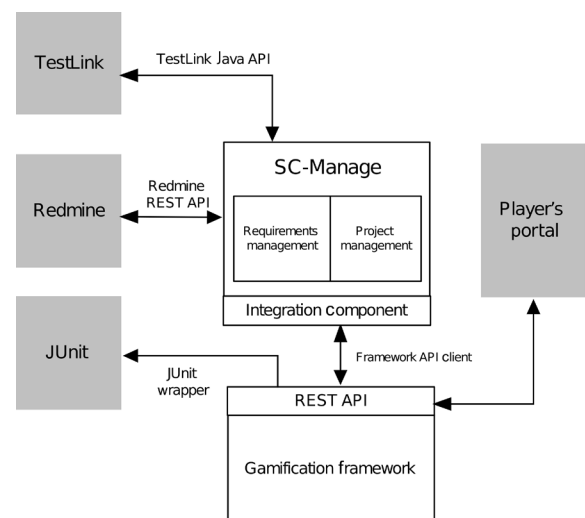 TestLink
TestLink Java API
SC-Manage
Redmine
Redmine
REST API
Requirements
management
Project
management
Player's
portal
Integration component
JUnit
JUnit
wrapper
Framework API client
REST API
Gamification framework